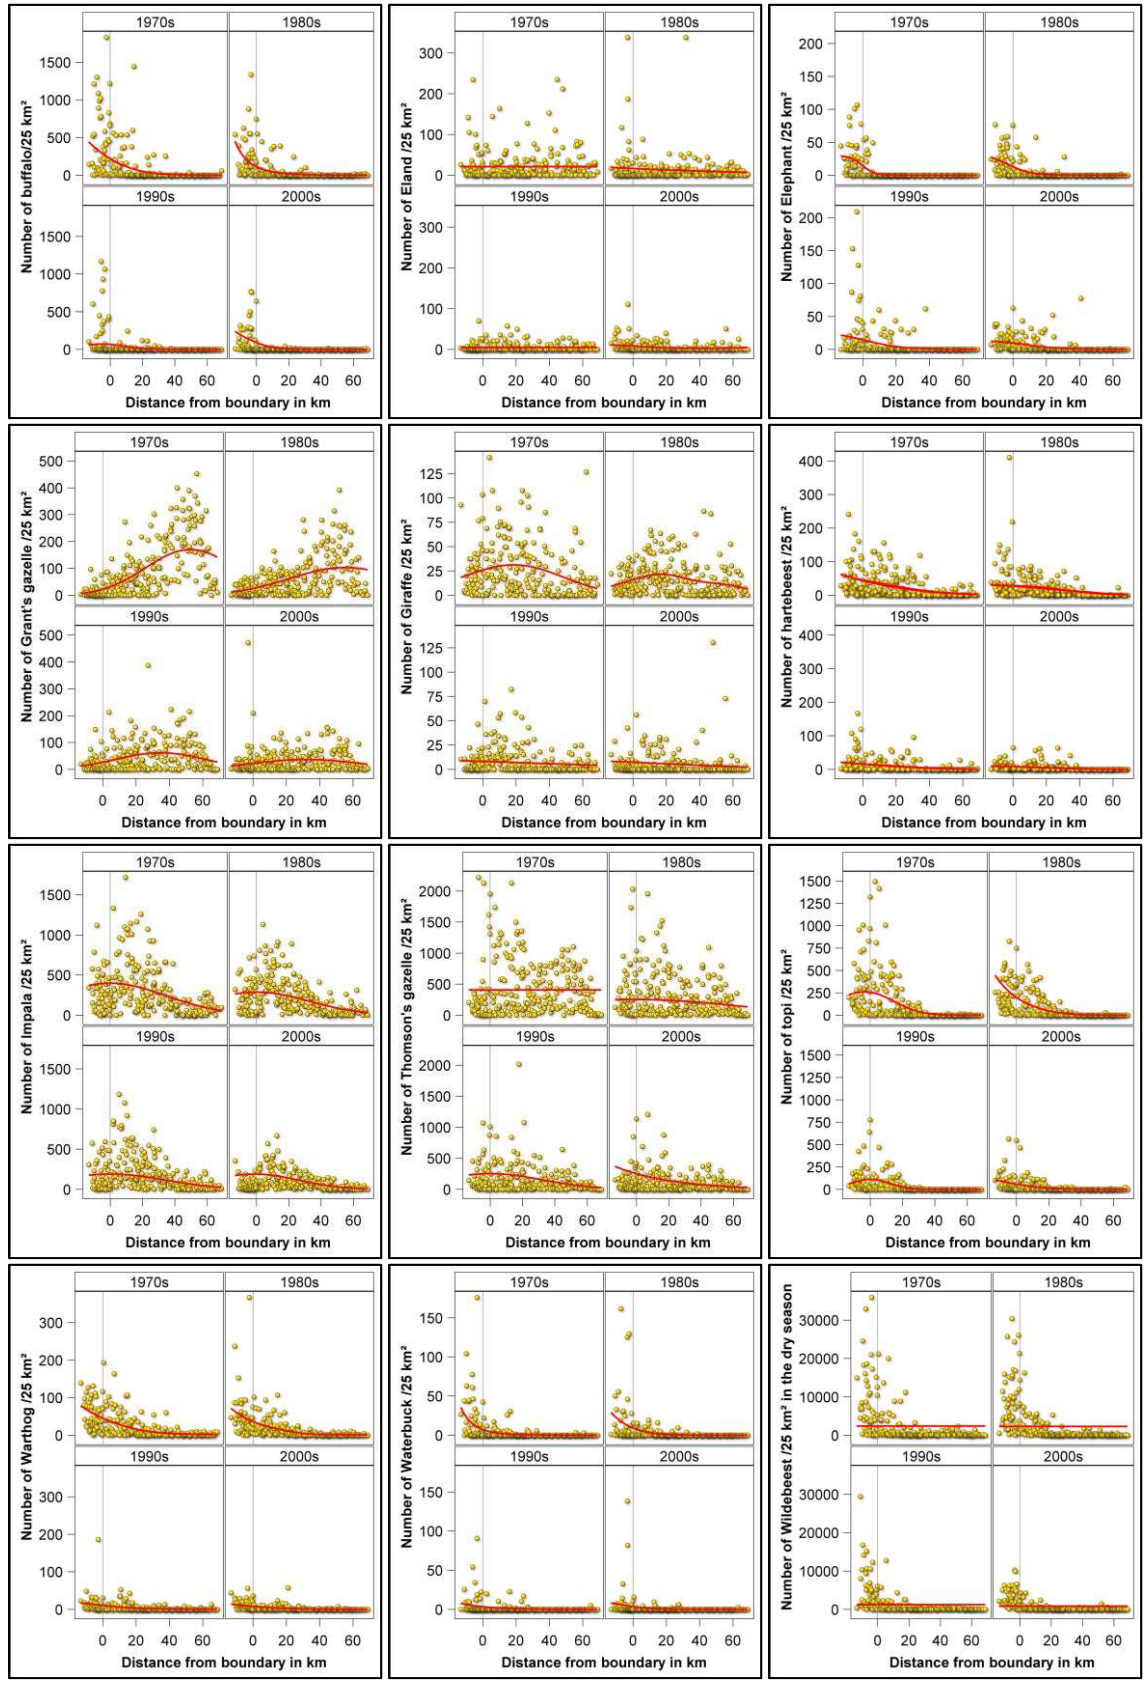 1970s 1980s
Number of buffalo/25 km²
1500
1000
500
0
1990s 2000s
1500
1000
500
0
0 20 40 60 0 20 40 60
Distance from boundary in km
1970s 1980s
Number of Eland /25 km²
300
200
100
0
1990s 2000s
300
200
100
0
0 20 40 60 0 20 40 60
Distance from boundary in km
1970s 1980s
Number of Elephant /25 km²
200
150
100
50
0
1990s 2000s
200
150
100
50
0
0 20 40 60 0 20 40 60
Distance from boundary in km
1970s 1980s
Number of Grant's gazelle /25 km²
500
400
300
200
100
0
1990s 2000s
500
400
300
200
100
0
0 20 40 60 0 20 40 60
Distance from boundary in km
1970s 1980s
Number of Giraffe /25 km²
125
100
75
50
25
0
1990s 2000s
125
100
75
50
25
0
0 20 40 60 0 20 40 60
Distance from boundary in km
1970s 1980s
Number of hartebeest /25 km²
400
300
200
100
0
1990s 2000s
400
300
200
100
0
0 20 40 60 0 20 40 60
Distance from boundary in km
1970s 1980s
Number of Impala /25 km²
1500
1000
500
0
1990s 2000s
1500
1000
500
0
0 20 40 60 0 20 40 60
Distance from boundary in km
1970s 1980s
Number of Thomson's gazelle /25 km²
2000
1500
1000
500
0
1990s 2000s
2000
1500
1000
500
0
0 20 40 60 0 20 40 60
Distance from boundary in km
1970s 1980s
Number of topi /25 km²
1500
1250
1000
750
500
250
0
1990s 2000s
1500
1250
1000
750
500
250
0
0 20 40 60 0 20 40 60
Distance from boundary in km
1970s 1980s
Number of Warthog /25 km²
300
200
100
0
1990s 2000s
300
200
100
0
0 20 40 60 0 20 40 60
Distance from boundary in km
1970s 1980s
Number of Waterbuck /25 km²
150
100
50
0
1990s 2000s
150
100
50
0
0 20 40 60 0 20 40 60
Distance from boundary in km
1970s 1980s
Number of Wildebeest /25 km² in the dry season
30000
20000
10000
0
1990s 2000s
30000
20000
10000
0
0 20 40 60 0 20 40 60
Distance from boundary in km